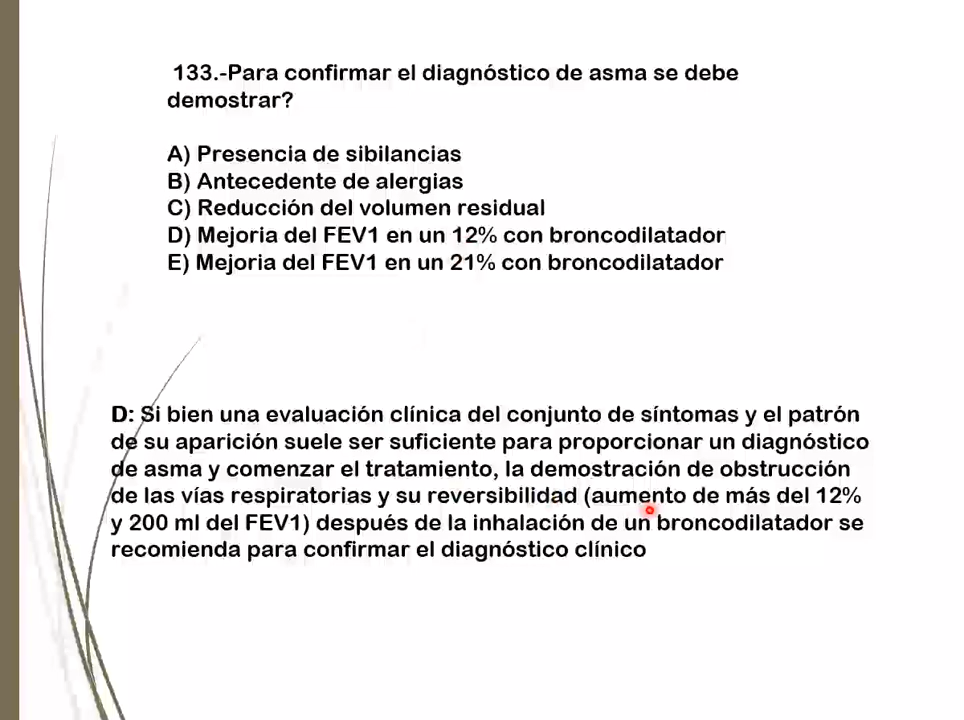 133.-Para confirmar el diagnóstico de asma se debe
demostrar?
A) Presencia de sibilancias
B) Antecedente de alergias
C) Reducción del volumen residual
D) Mejoria del FEV1 en un 12% con broncodilatador
E) Mejoria del FEV1 en un 21% con broncodilatador
D: Si bien una evaluación clínica del conjunto de síntomas y el patrón
de su aparición suele ser suficiente para proporcionar un diagnóstico
de asma y comenzar el tratamiento, la demostración de obstrucción
de las vías respiratorias y su reversibilidad (aumento de más del 12%
y 200 ml del FEV1) después de la inhalación de un broncodilatador se
recomienda para confirmar el diagnóstico clínico